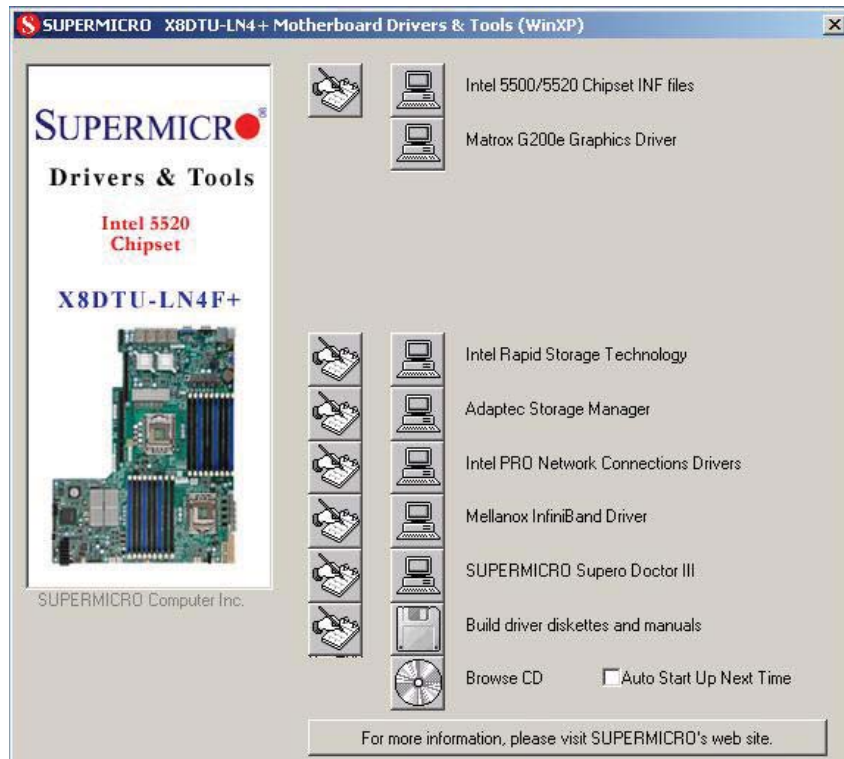 SUPERMICRO X8DTU-LN4+ Motherboard Drivers & Tools (WinXP)
SUPERMICRO
Drivers & Tools
Intel 5520
Chipset
X8DTU-LN4F+
SUPERMICRO Computer Inc.
Intel 5500/5520 Chipset INF files
Matrox G200e Graphics Driver
Intel Rapid Storage Technology
Adaptec Storage Manager
Intel PRO Network Connections Drivers
Mellanox InfiniBand Driver
SUPERMICRO Supero Doctor III
Build driver diskettes and manuals
Browse CD
Auto Start Up Next Time
For more information, please visit SUPERMICRO's web site.